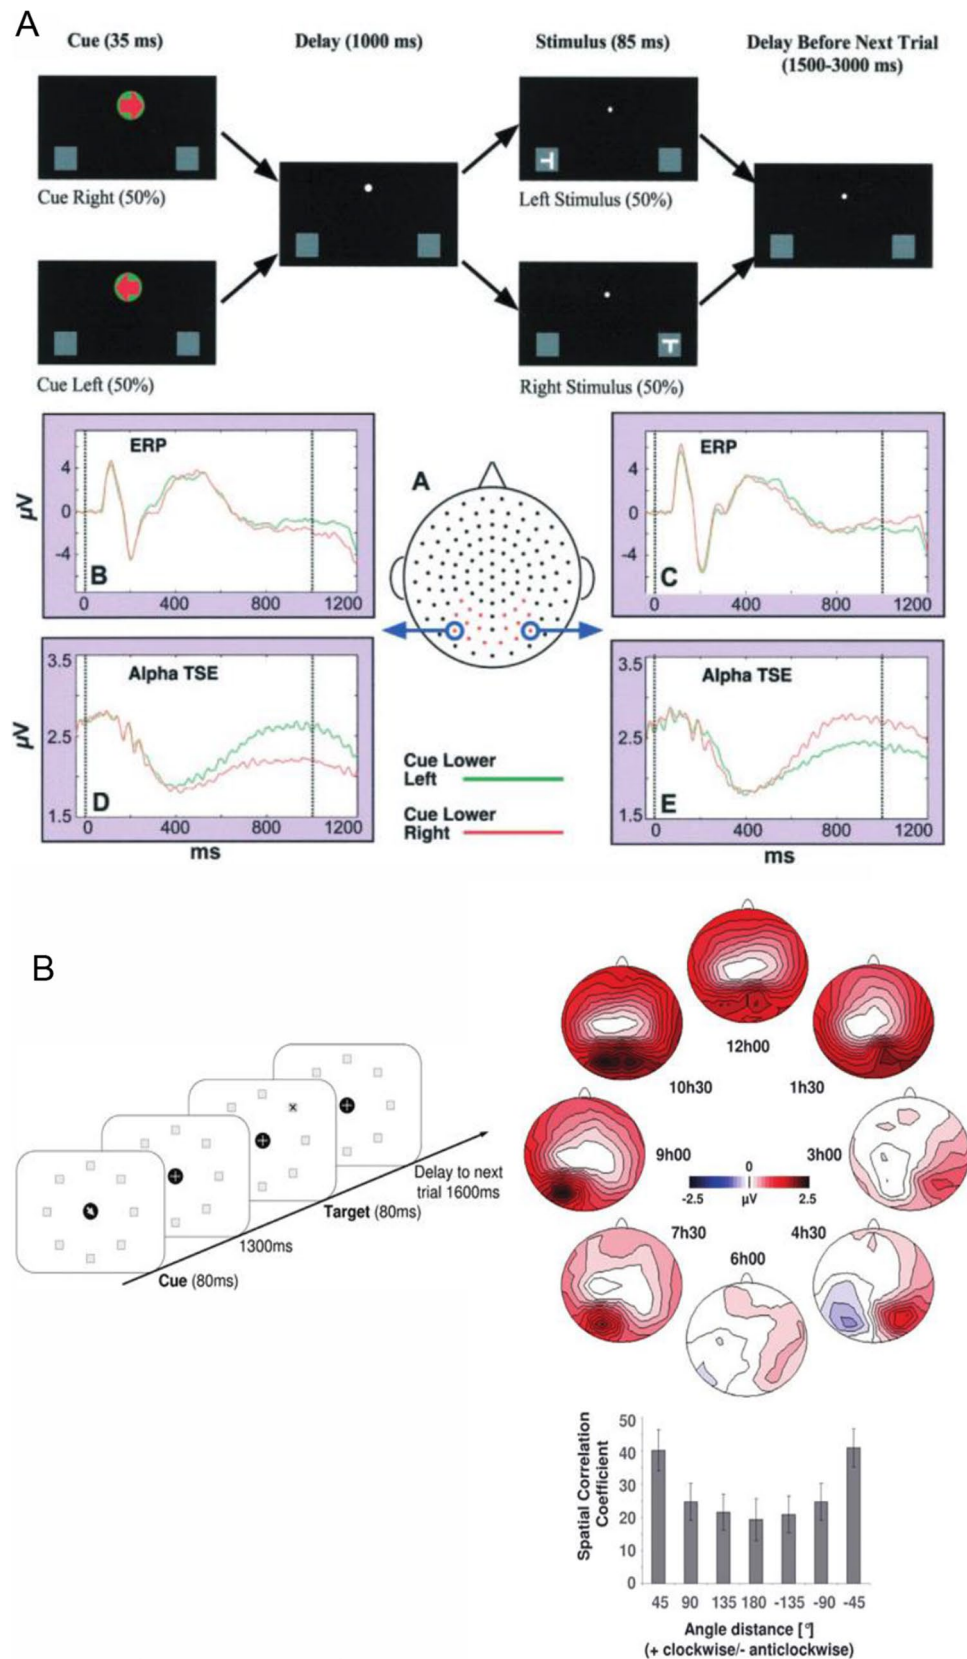 A
Cue (35 ms)
Delay (1000 ms)
Stimulus (85 ms)
Delay Before Next Trial
(1500-3000 ms)
Cue Right (50%)
Left Stimulus (50%)
Cue Left (50%)
Right Stimulus (50%)
ERP
4
0
-4
µV
B
0 400 800 1200
A
ERP
4
0
-4
C
0 400 800 1200
3.5
2.5
1.5
µV
Alpha TSE
D
0 400 800 1200
ms
Cue Lower
Left
Cue Lower
Right
3.5
2.5
1.5
Alpha TSE
E
0 400 800 1200
ms
B
Cue (80ms)
1300ms
Target (80ms)
Delay to next
trial 1600ms
12h00
10h30
1h30
9h00
3h00
0
-2.5
µV
2.5
7h30
4h30
6h00
Spatial Correlation
Coefficient
50
40
30
20
10
0
45 90 135 180 -135 -90 -45
Angle distance [°]
(+ clockwise/- anticlockwise)